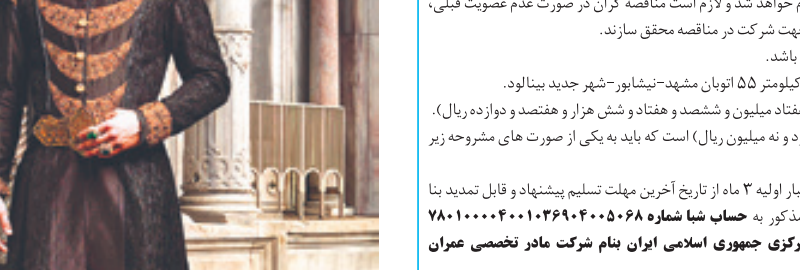 خواهد شد و لازم است مناقصه گران در صورت عدم عضویت قبلی،
جهت شرکت در مناقصه محقق سازند.
باشد.
کیلومتر ۵۵ اتوبان مشهد-نیشابور-شهر جدید بینالود.
هفتاد میلیون و ششصد و هفتاد و شش هزار و هفتصد و دوازده ریال).
و نه میلیون ریال) است که باید به یکی از صورت های مشروحه زیر
اولیه ۳ ماه از تاریخ آخرین مهلت تسلیم پیشنهاد و قابل تمدید بنا
مذکور به حساب شبا شماره ۷۸۰۱۰۰۰۰۴۰۰۱۰۳۶۹۰۴۰۰۵۰۶۸
مرکزی جمهوری اسلامی ایران بنام شرکت مادر تخصصی عمران